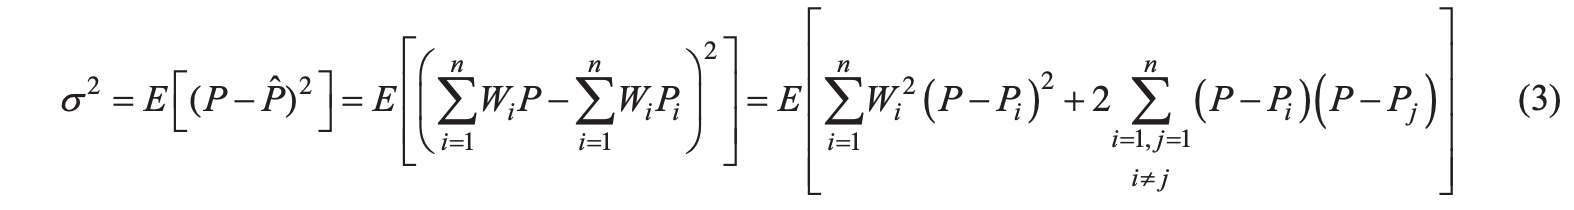 σ² = E[(P − P̂)²] = E[(∑_{i=1}^{n} W_i P − ∑_{i=1}^{n} W_i P_i)²] = E[∑_{i=1}^{n} W_i² (P − P_i)² + 2 ∑_{i=1, j=1, i≠j}^{n} (P − P_i)(P − P_j)] (3)